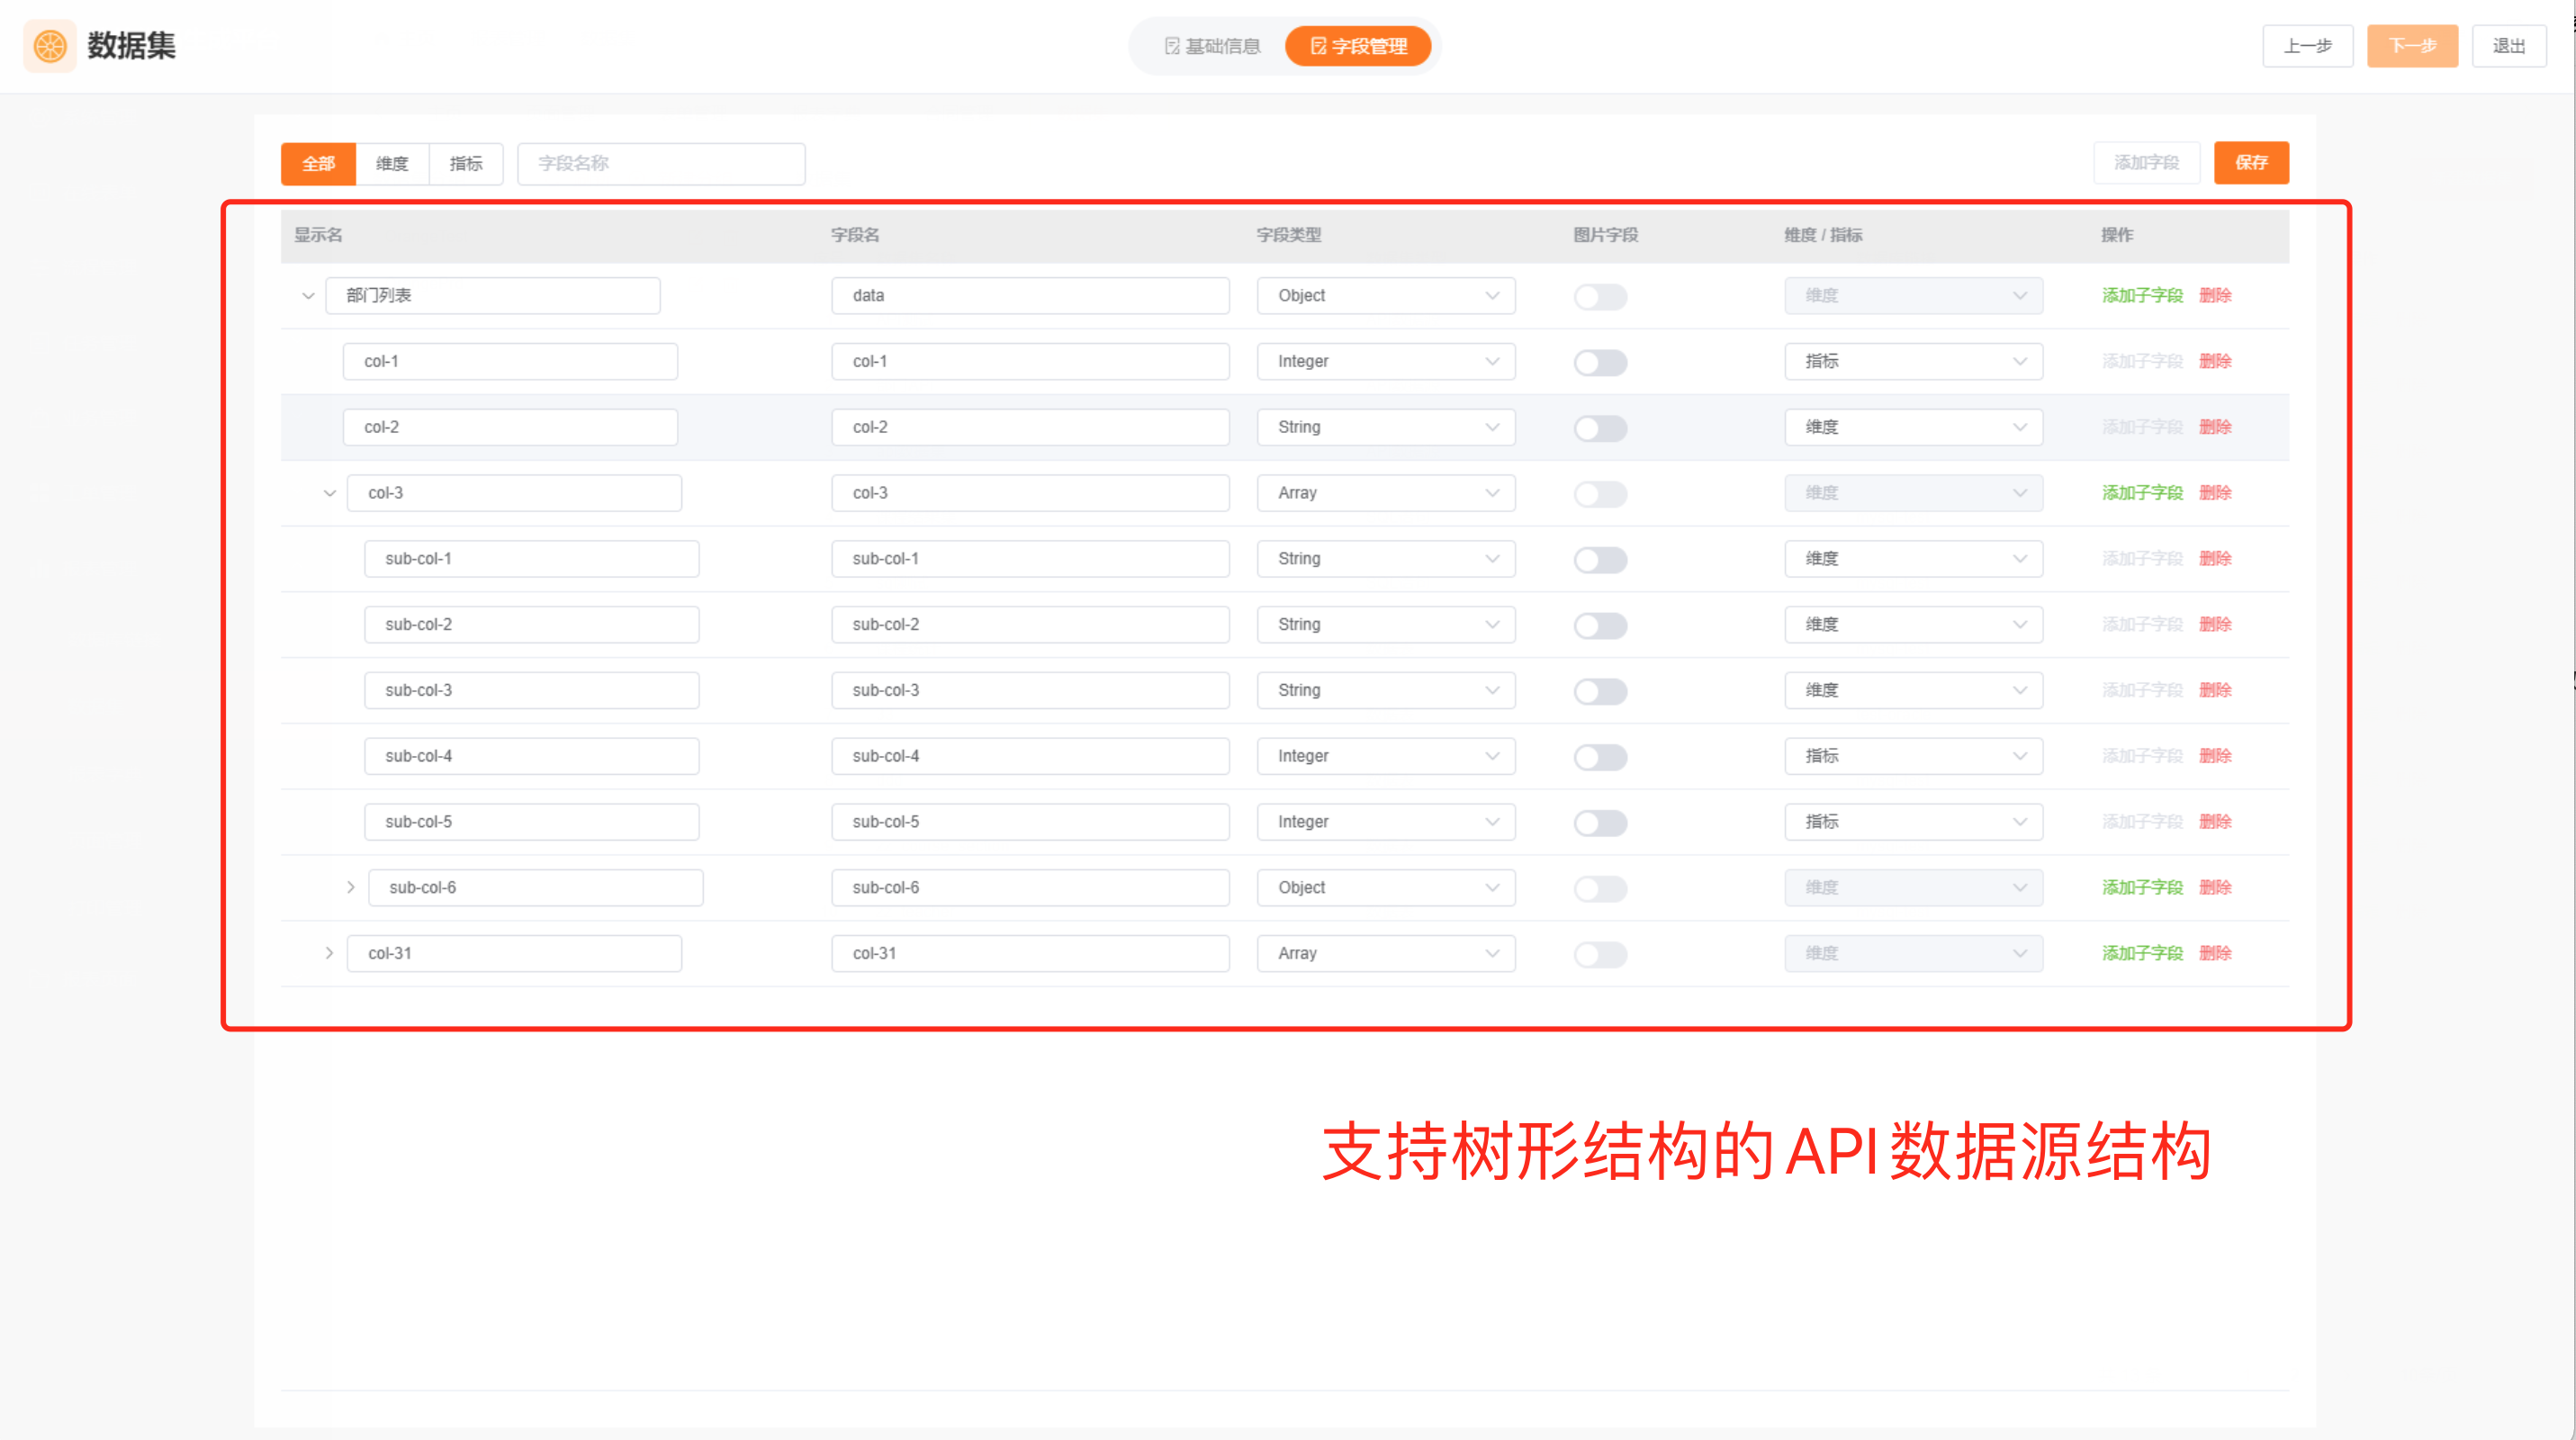 数据集
基础信息 字段管理
上一步 下一步 退出
全部 维度 指标 字段名称 添加字段 保存
显示名 字段名 字段类型 图片字段 维度 / 指标 操作
部门列表 data Object 维度 添加子字段 删除
col-1 col-1 Integer 指标 添加子字段 删除
col-2 col-2 String 维度 添加子字段 删除
col-3 col-3 Array 维度 添加子字段 删除
sub-col-1 sub-col-1 String 维度 添加子字段 删除
sub-col-2 sub-col-2 String 维度 添加子字段 删除
sub-col-3 sub-col-3 String 维度 添加子字段 删除
sub-col-4 sub-col-4 Integer 指标 添加子字段 删除
sub-col-5 sub-col-5 Integer 指标 添加子字段 删除
sub-col-6 sub-col-6 Object 维度 添加子字段 删除
col-31 col-31 Array 维度 添加子字段 删除
支持树形结构的API数据源结构